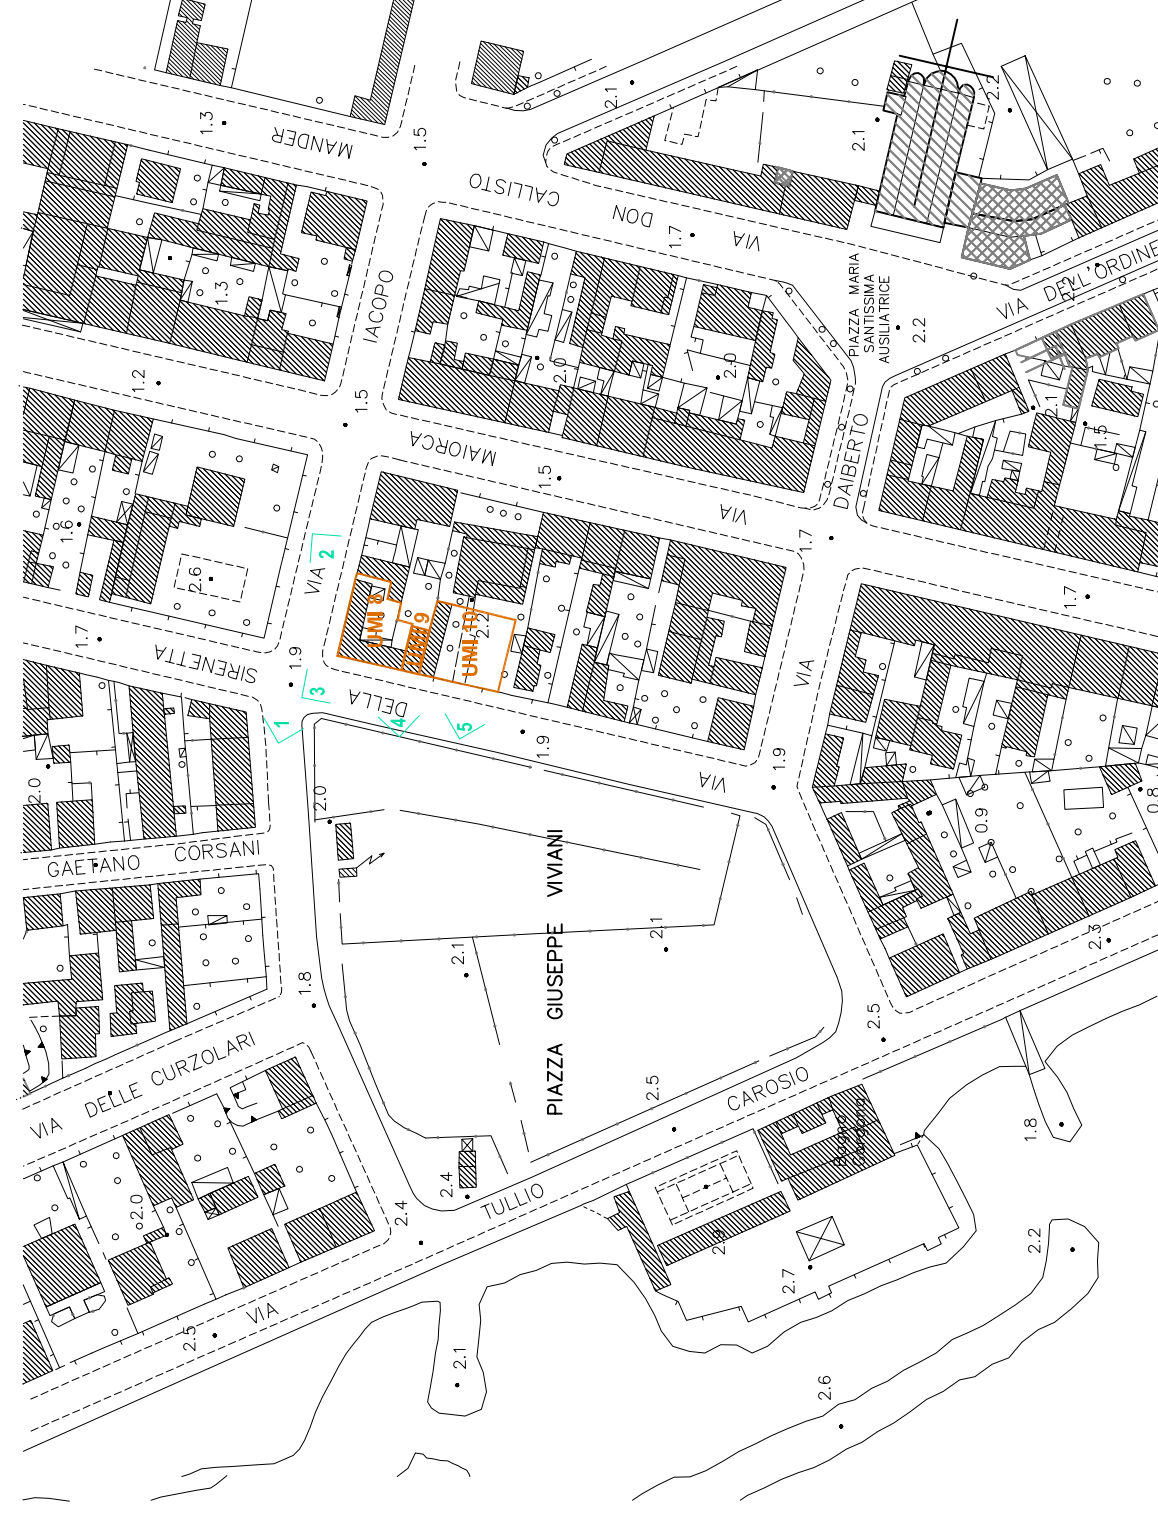 1.3
MANDER
1.5
CALLISTO
DON
VIA
1.7
2.1
2.1
2.2
VIA DELL'ORDINE
PIAZZA MARIA
SANTISSIMA
AUSILIATRICE
2.2
1.3
IACOPO
2.0
2.0
1.2
1.5
MAIORCA
1.5
VIA
DAIBERTO
2.1
1.5
1.6
2.6
VIA
2
1.7
1.7
1.7
SIRENETTA
1.9
UMI 8
UMI 9
UMI 10
2.2
3
DELLA
1
4
5
1.9
VIA
VIA
1.9
2.0
2.0
GAETANO CORSANI
PIAZZA GIUSEPPE VIVIANI
0.9
0.8
2.1
2.1
2.3
1.8
2.5
VIA DELLE CURZOLARI
2.5
CAROSIO
1.8
Bagno
2.4
TULLIO
2.0
2.4
2.9
2.7
2.2
VIA
2.5
2.1
2.6